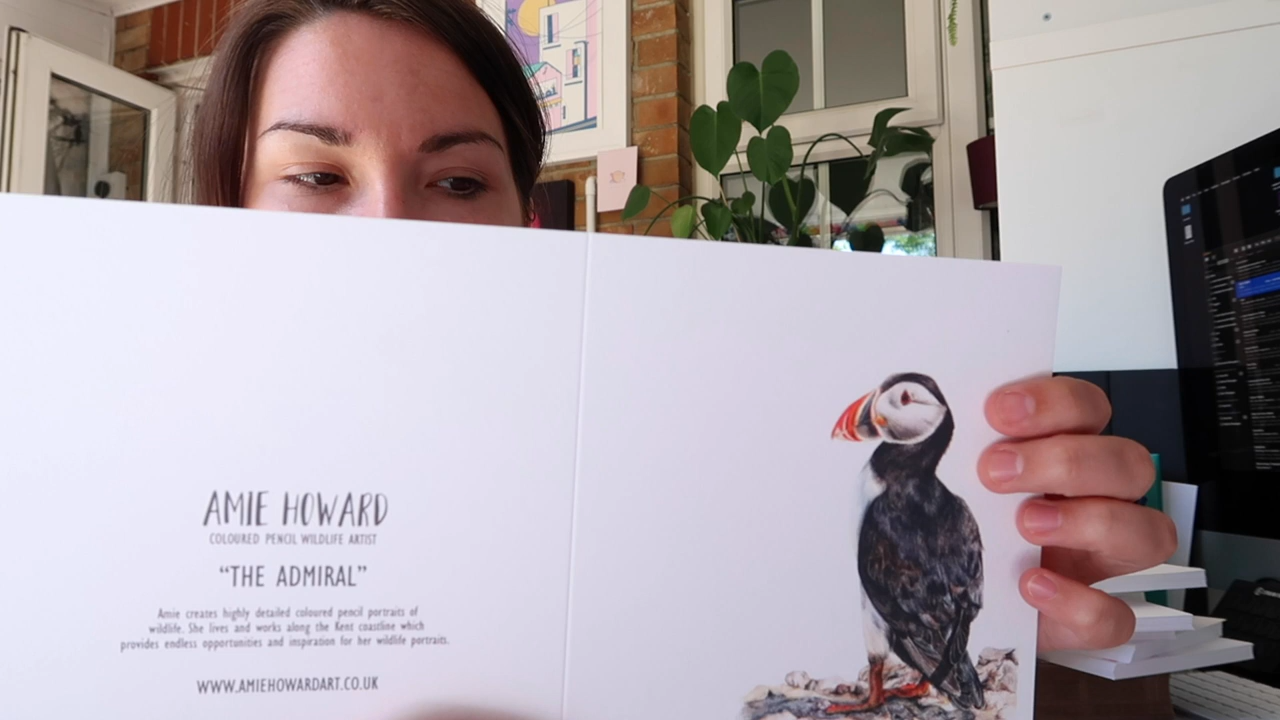 AMIE HOWARD
COLOURED PENCIL WILDLIFE ARTIST
“THE ADMIRAL”
Amie creates highly detailed coloured pencil portraits of
wildlife. She lives and works along the Kent coastline which
provides endless opportunities and inspiration for her wildlife portraits.
WWW.AMIEHOWARDART.CO.UK